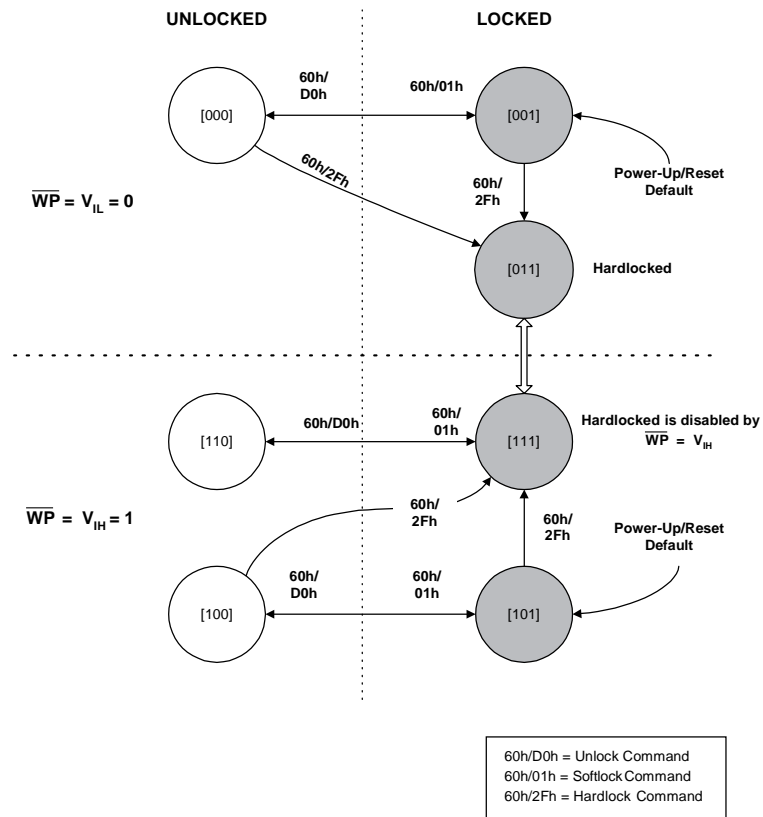 UNLOCKED
LOCKED
60h/
D0h
60h/01h
[000]
[001]
60h/2Fh
60h/
2Fh
Power-Up/Reset
Default
WP = VIL = 0
[011]
Hardlocked
60h/D0h
60h/
01h
[110]
[111]
Hardlocked is disabled by
WP = VIH
60h/
2Fh
60h/
2Fh
WP = VIH = 1
Power-Up/Reset
Default
60h/
D0h
60h/
01h
[100]
[101]
60h/D0h = Unlock Command
60h/01h = Softlock Command
60h/2Fh = Hardlock Command